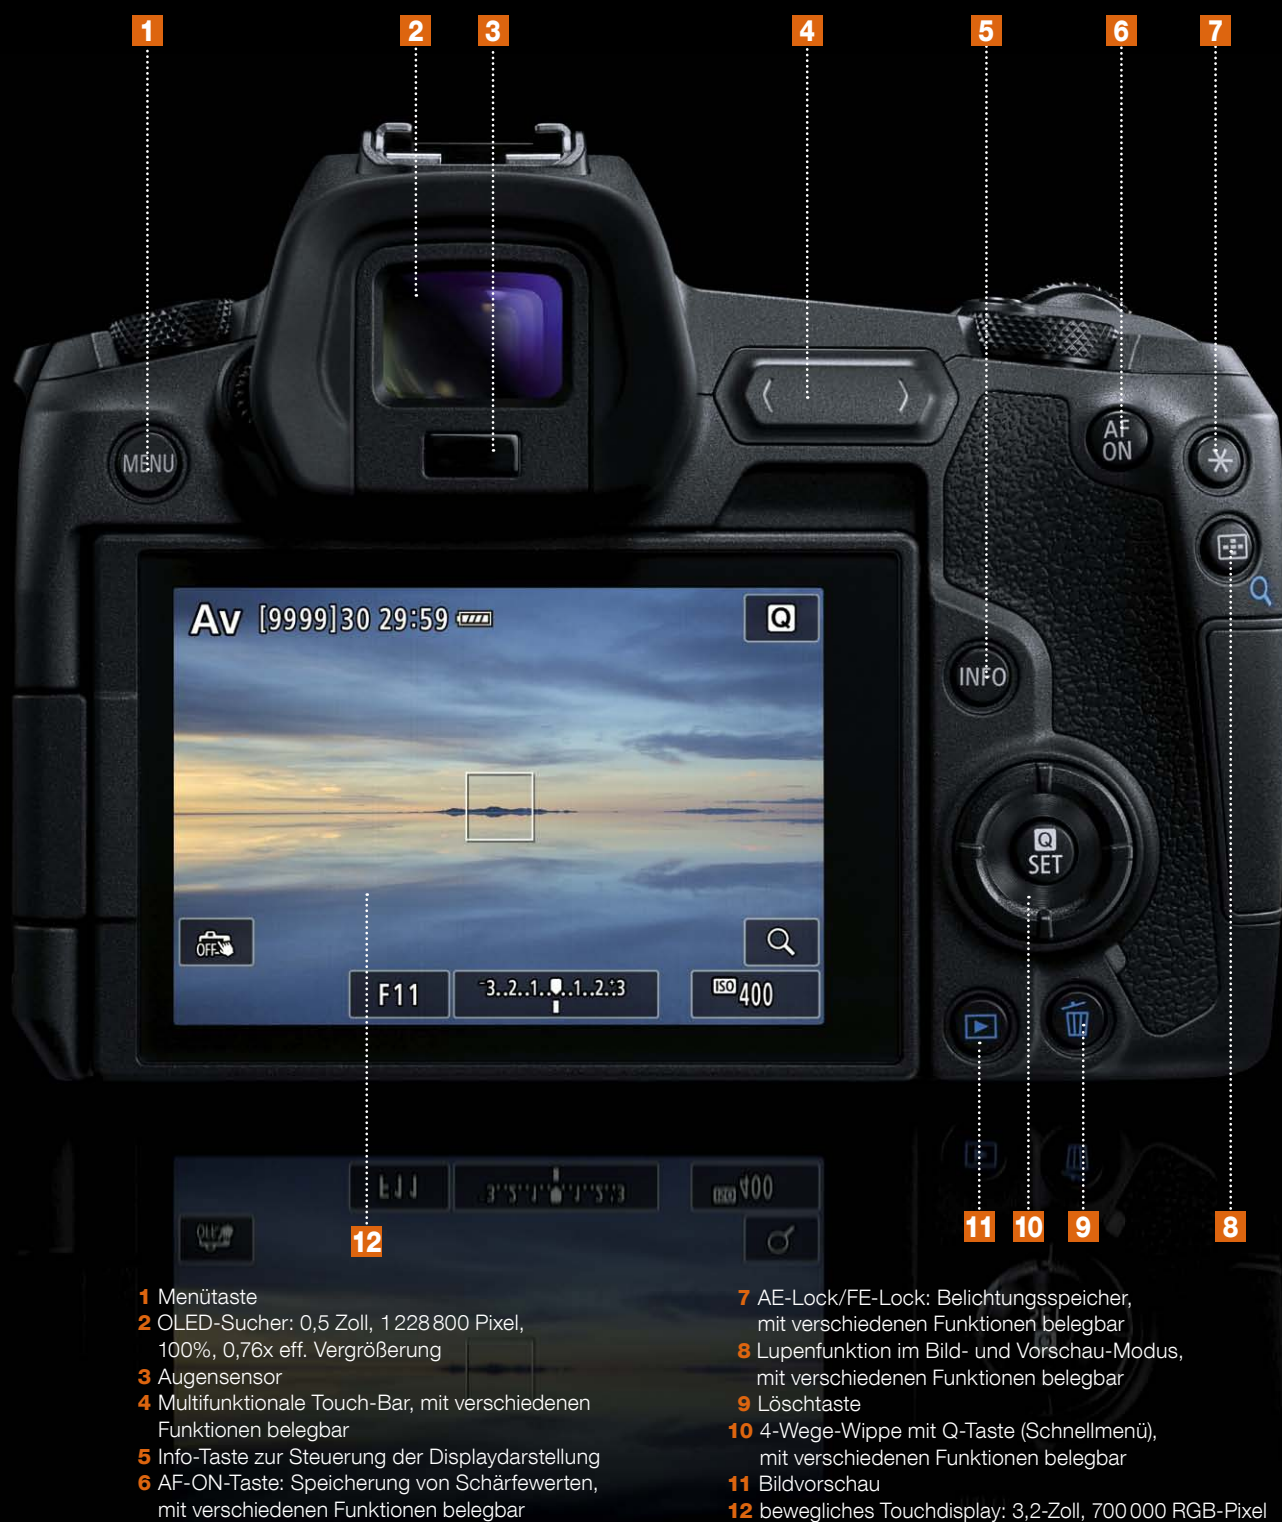 1 2 3 4 5 6 7
MENU
AF
ON
Av [9999]30 29:59
Q
INFO
Q
SET
OFF
F11
-3..2..1..0..1..2.:3
ISO 400
12 11 10 9 8
1 Menütaste
2 OLED-Sucher: 0,5 Zoll, 1 228 800 Pixel,
100%, 0,76x eff. Vergrößerung
3 Augensensor
4 Multifunktionale Touch-Bar, mit verschiedenen
Funktionen belegbar
5 Info-Taste zur Steuerung der Displaydarstellung
6 AF-ON-Taste: Speicherung von Schärfewerten,
mit verschiedenen Funktionen belegbar
7 AE-Lock/FE-Lock: Belichtungsspeicher,
mit verschiedenen Funktionen belegbar
8 Lupenfunktion im Bild- und Vorschau-Modus,
mit verschiedenen Funktionen belegbar
9 Löschtaste
10 4-Wege-Wippe mit Q-Taste (Schnellmenü),
mit verschiedenen Funktionen belegbar
11 Bildvorschau
12 bewegliches Touchdisplay: 3,2-Zoll, 700 000 RGB-Pixel